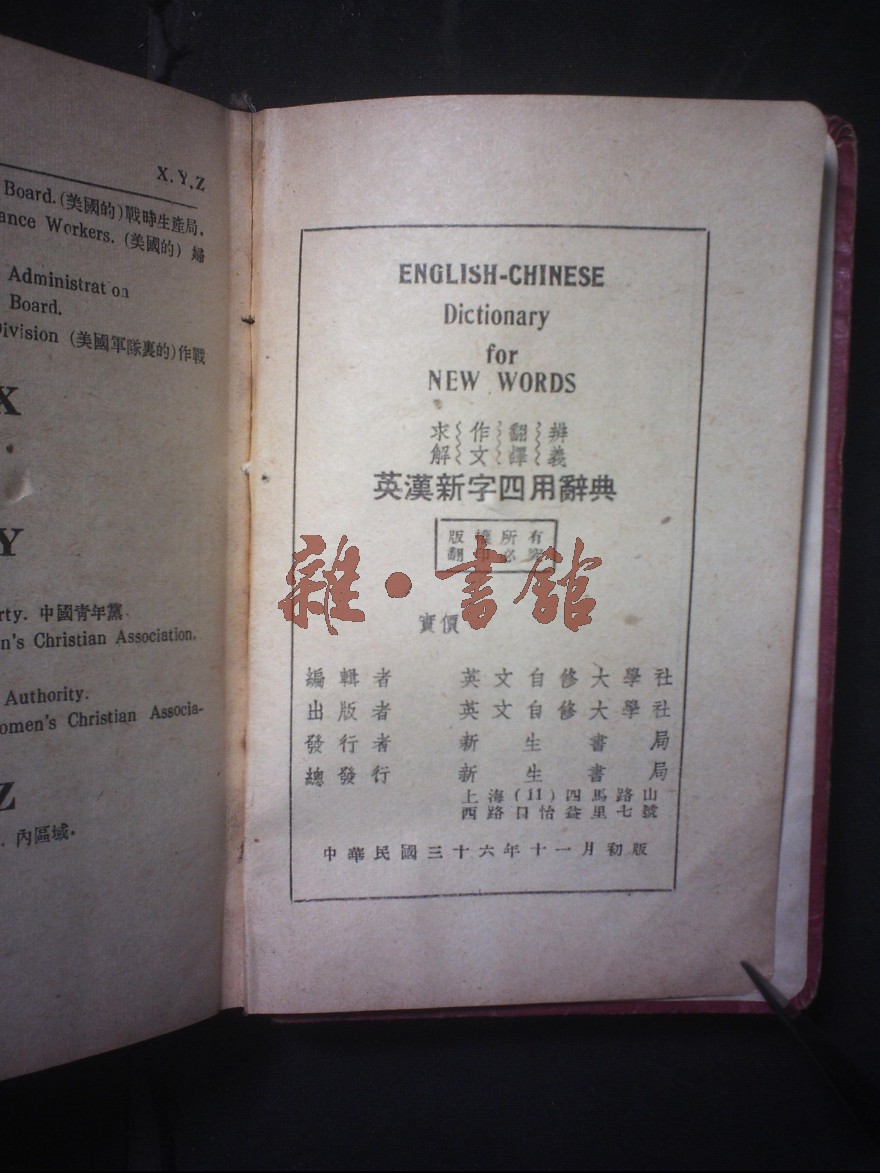 X.Y.Z
Board.(美國的)戰時生產局.
ance Workers. (美國的) 婦
Administrat on
Board.
Division (美國軍隊裏的)作戰
X
Y
rty. 中國青年黨.
n's Christian Association.
Authority.
omen's Christian Associa-
Z
. 內區域.
ENGLISH-CHINESE
Dictionary
for
NEW WORDS
求 作 翻 辨
解 文 譯 義
英漢新字四用辭典
版權所有
翻印必究
雜·書館
實價
編輯者 英文自修大學社
出版者 英文自修大學社
發行者 新生書局
總發行 新生書局
上海(11)四馬路山
西路口怡益里七號
中華民國三十六年十一月初版